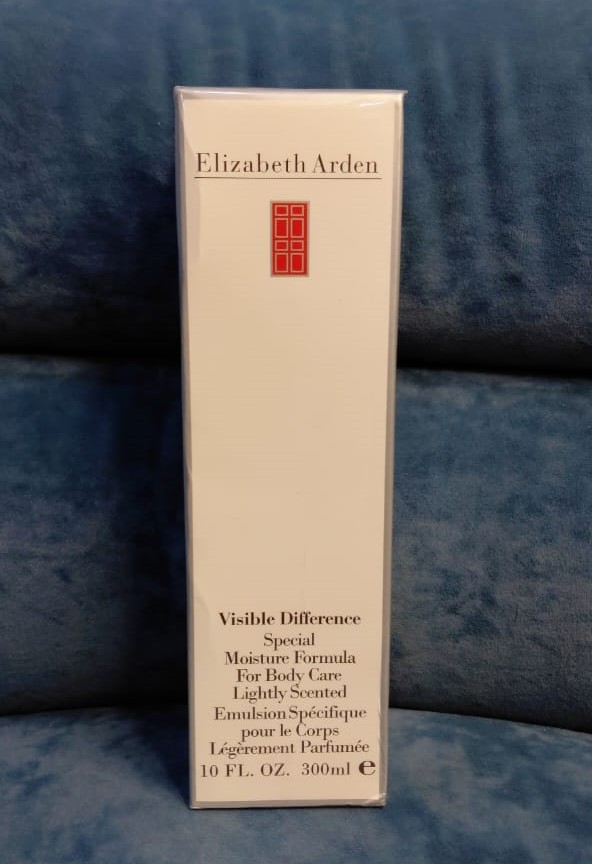 Elizabeth Arden
Visible Difference
Special
Moisture Formula
For Body Care
Lightly Scented
Emulsion Spécifique
pour le Corps
Légèrement Parfumée
10 FL. OZ. 300ml ℮